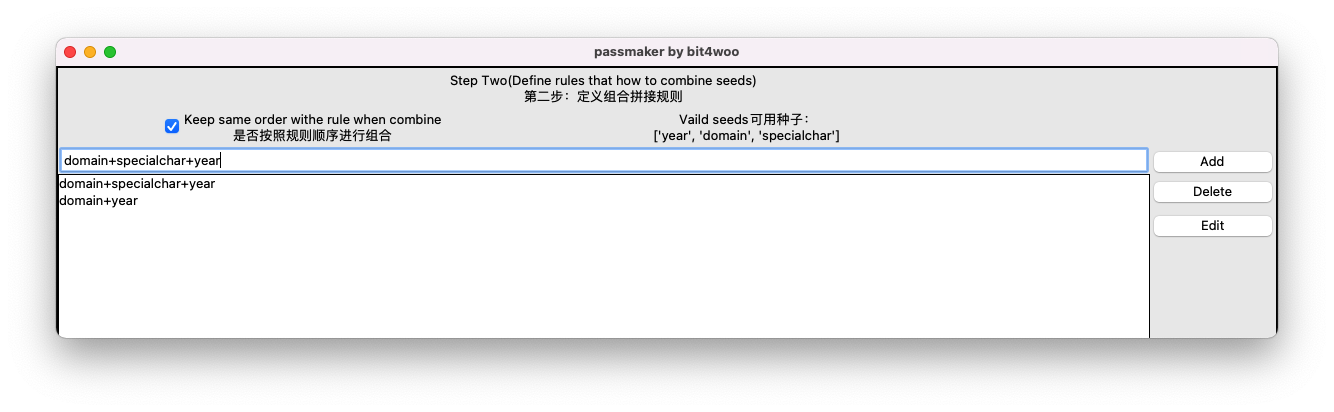 passmaker by bit4woo
Step Two(Define rules that how to combine seeds)
第二步：定义组合拼接规则
Keep same order withe rule when combine
是否按照规则顺序进行组合
Vaild seeds可用种子：
['year', 'domain', 'specialchar']
domain+specialchar+year
Add
domain+specialchar+year
domain+year
Delete
Edit